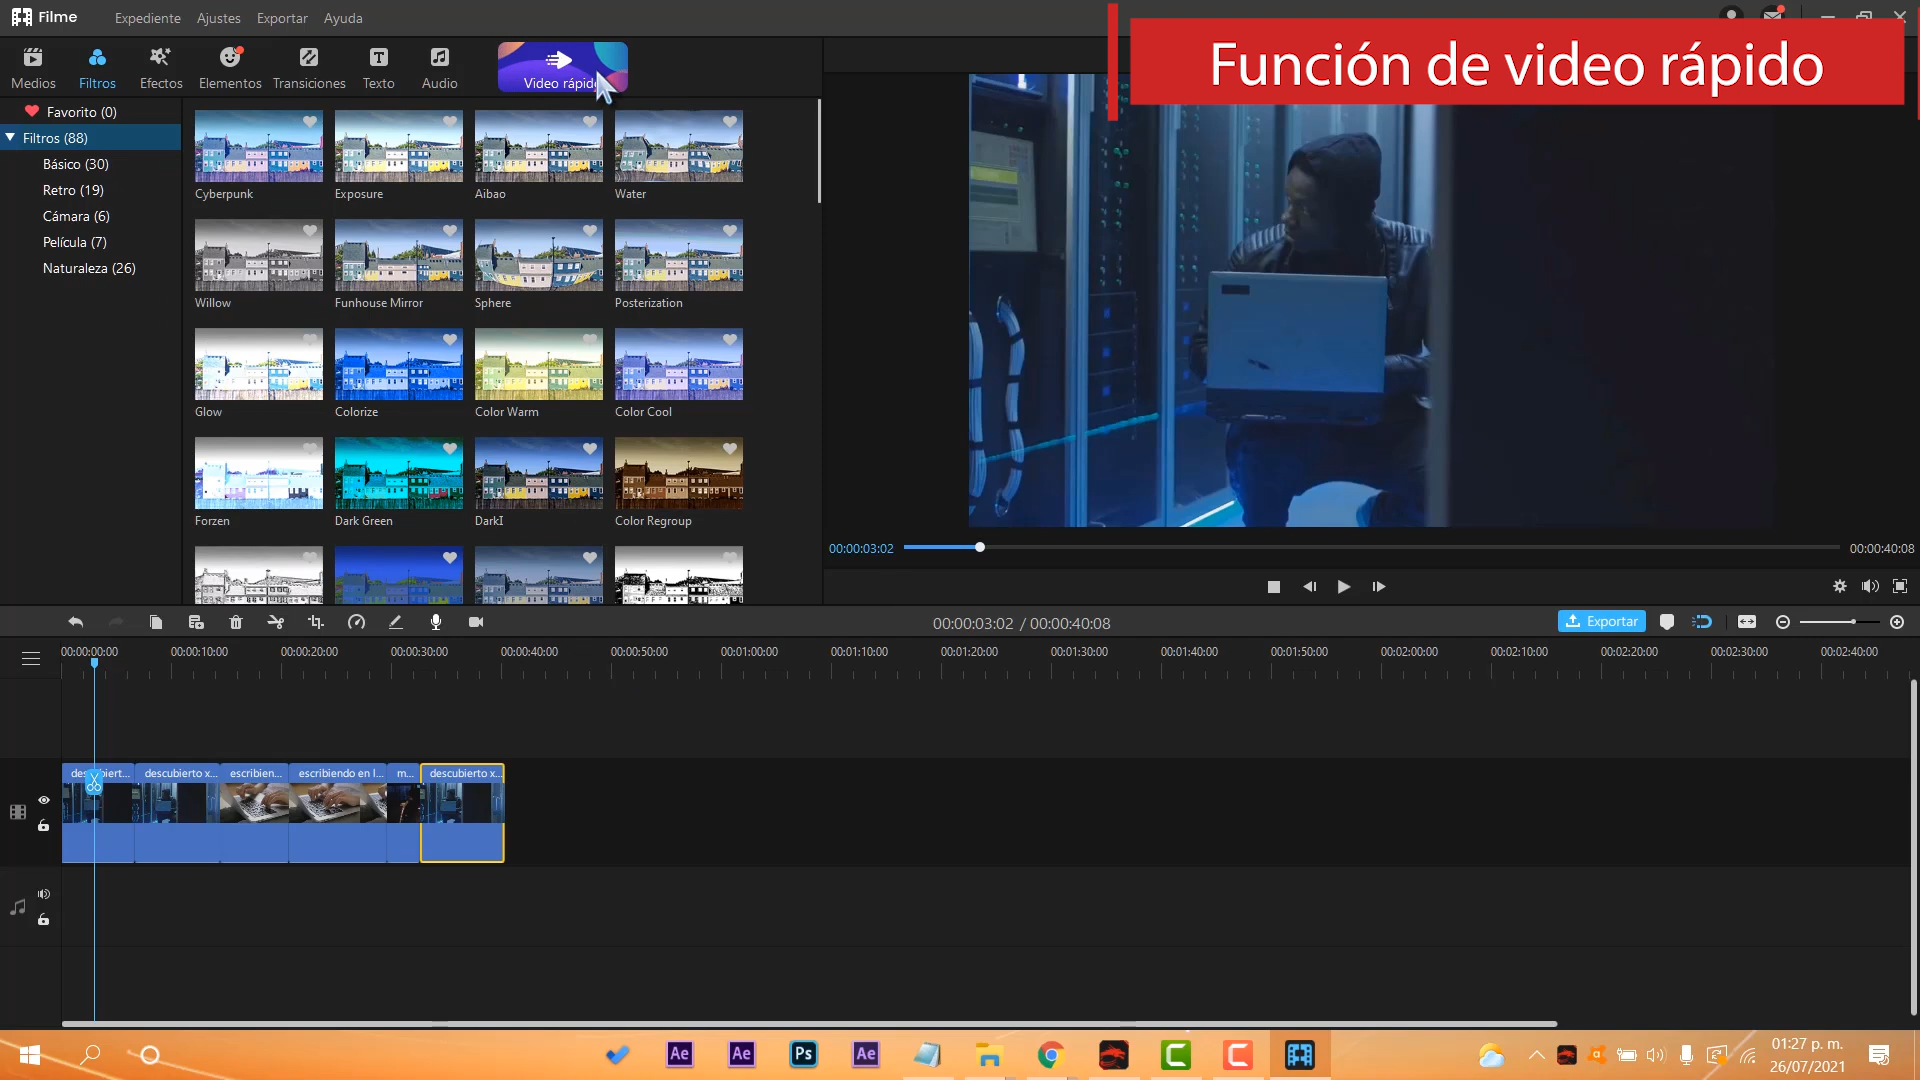 Filme
Expediente Ajustes Exportar Ayuda
Función de video rápido
Medios Filtros Efectos Elementos Transiciones Texto Audio
Favorito (0)
Filtros (88)
Básico (30)
Retro (19)
Cámara (6)
Película (7)
Naturaleza (26)
Cyberpunk Exposure Aibao Water
Willow Funhouse Mirror Sphere Posterization
Glow Colorize Color Warm Color Cool
Forzen Dark Green DarkI Color Regroup
00:00:03:02 00:00:40:08
00:00:03:02 / 00:00:40:08
Exportar
00:00:00:00 00:00:10:00 00:00:20:00 00:00:30:00 00:00:40:00 00:00:50:00 00:01:00:00 00:01:10:00 00:01:20:00 00:01:30:00 00:01:40:00 00:01:50:00 00:02:00:00 00:02:10:00 00:02:20:00 00:02:30:00 00:02:40:00
descubierto x... escribien... escribiendo en l... m... descubierto x...
Ae Ae Ps Ae
01:27 p. m.
26/07/2021